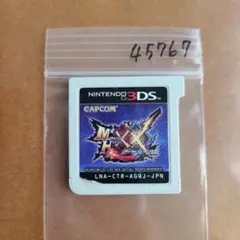 45767
NINTENDO 3DS
CAPCOM
MHXX
LNA-CTR-AGQJ-JPN